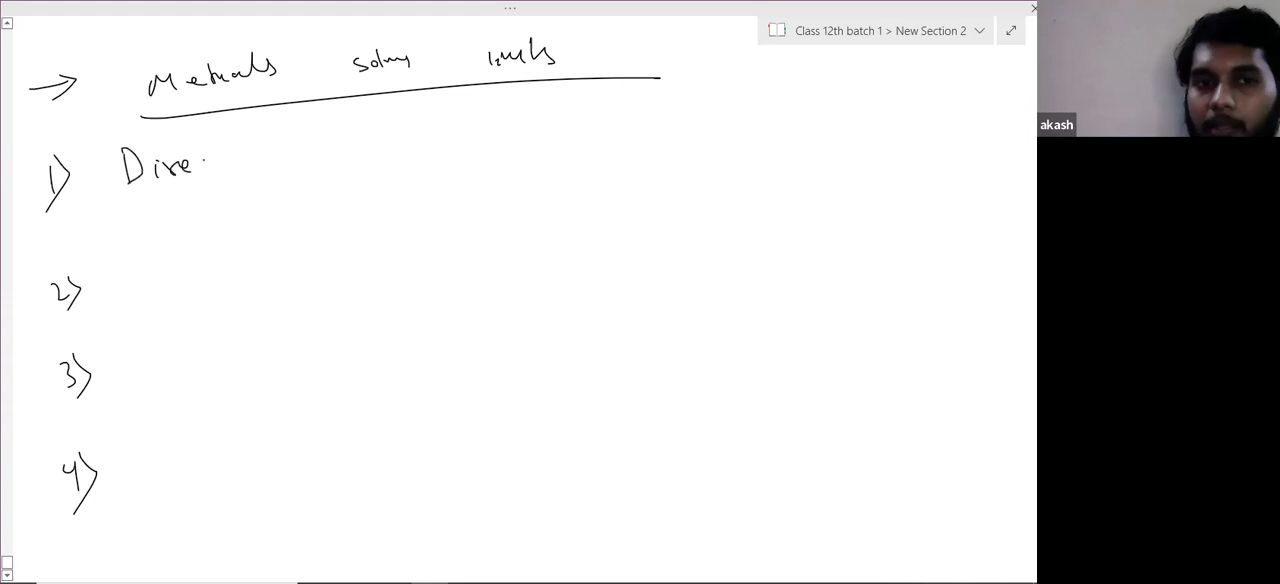 Class 12th batch 1 > New Section 2
akash
→ Methods solving limits
1) Dire
2)
3)
4)